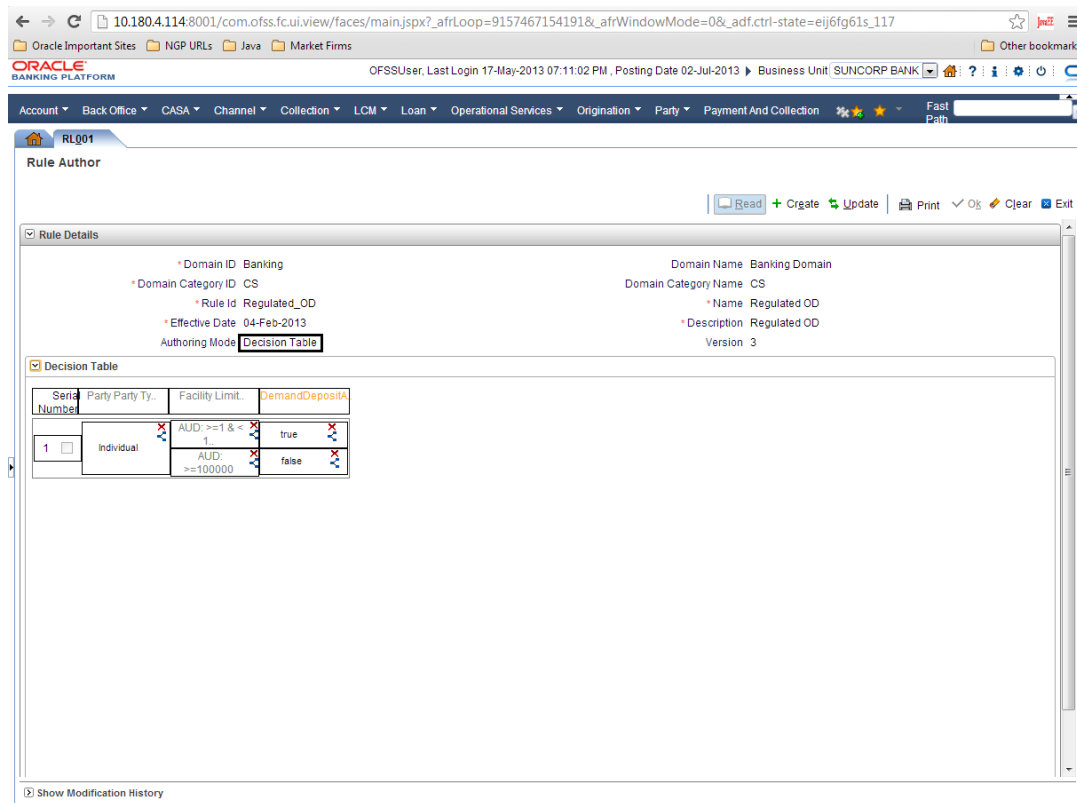 10.180.4.114:8001/com.ofss.fc.ui.view/faces/main.jspx?_afrLoop=9157467154191&_afrWindowMode=0&_adf.ctrl-state=eij6fg61s_117
Oracle Important Sites NGP URLs Java Market Firms Other bookmark
ORACLE
BANKING PLATFORM
OFSSUser, Last Login 17-May-2013 07:11:02 PM , Posting Date 02-Jul-2013 Business Unit SUNCORP BANK
Account Back Office CASA Channel Collection LCM Loan Operational Services Origination Party Payment And Collection Fast Path
RL001
Rule Author
Read Create Update Print Ok Clear Exit
Rule Details
* Domain ID Banking Domain Name Banking Domain
* Domain Category ID CS Domain Category Name CS
* Rule Id Regulated_OD * Name Regulated OD
* Effective Date 04-Feb-2013 * Description Regulated OD
Authoring Mode Decision Table Version 3
Decision Table
Serial Number Party Party Ty.. Facility Limit.. DemandDepositA
1 Individual AUD: >=1 & < 1.. true
AUD: >=100000 false
Show Modification History